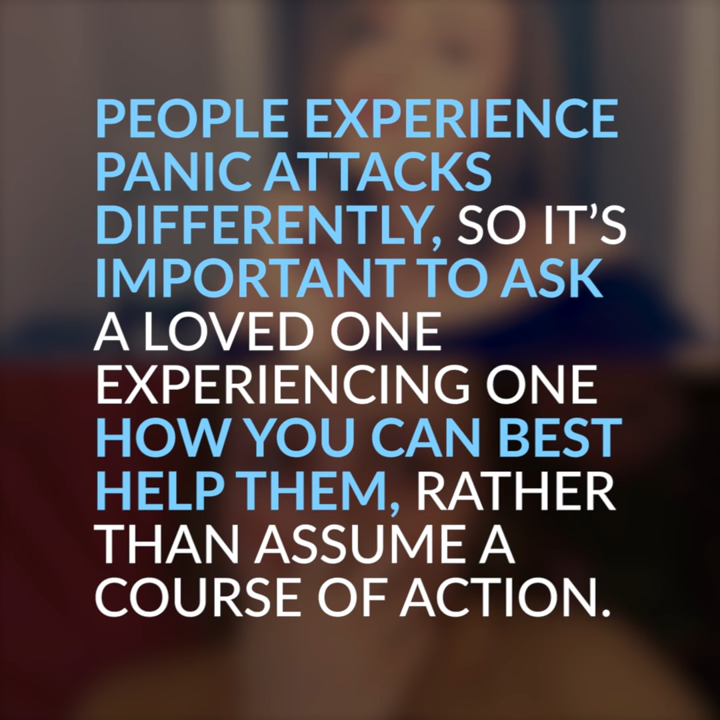 PEOPLE EXPERIENCE
PANIC ATTACKS
DIFFERENTLY, SO IT’S
IMPORTANT TO ASK
A LOVED ONE
EXPERIENCING ONE
HOW YOU CAN BEST
HELP THEM, RATHER
THAN ASSUME A
COURSE OF ACTION.